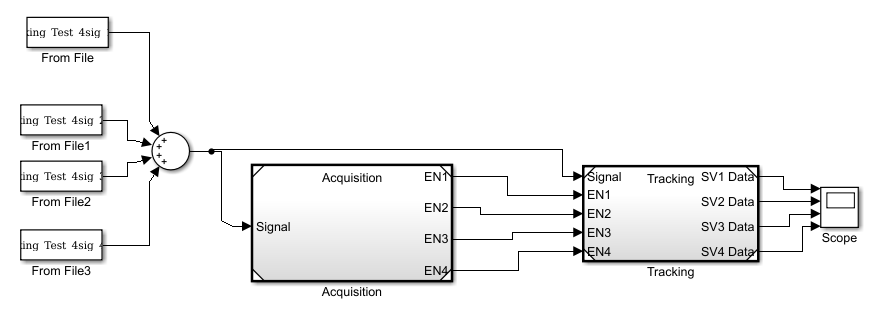 ing Test 4sig
From File
ing Test 4sig
From File1
ing Test 4sig
From File2
ing Test 4sig
From File3
+
+
+
+
Acquisition
Signal
EN1
EN2
EN3
EN4
Acquisition
Tracking
Signal
EN1
EN2
EN3
EN4
SV1 Data
SV2 Data
SV3 Data
SV4 Data
Tracking
Scope